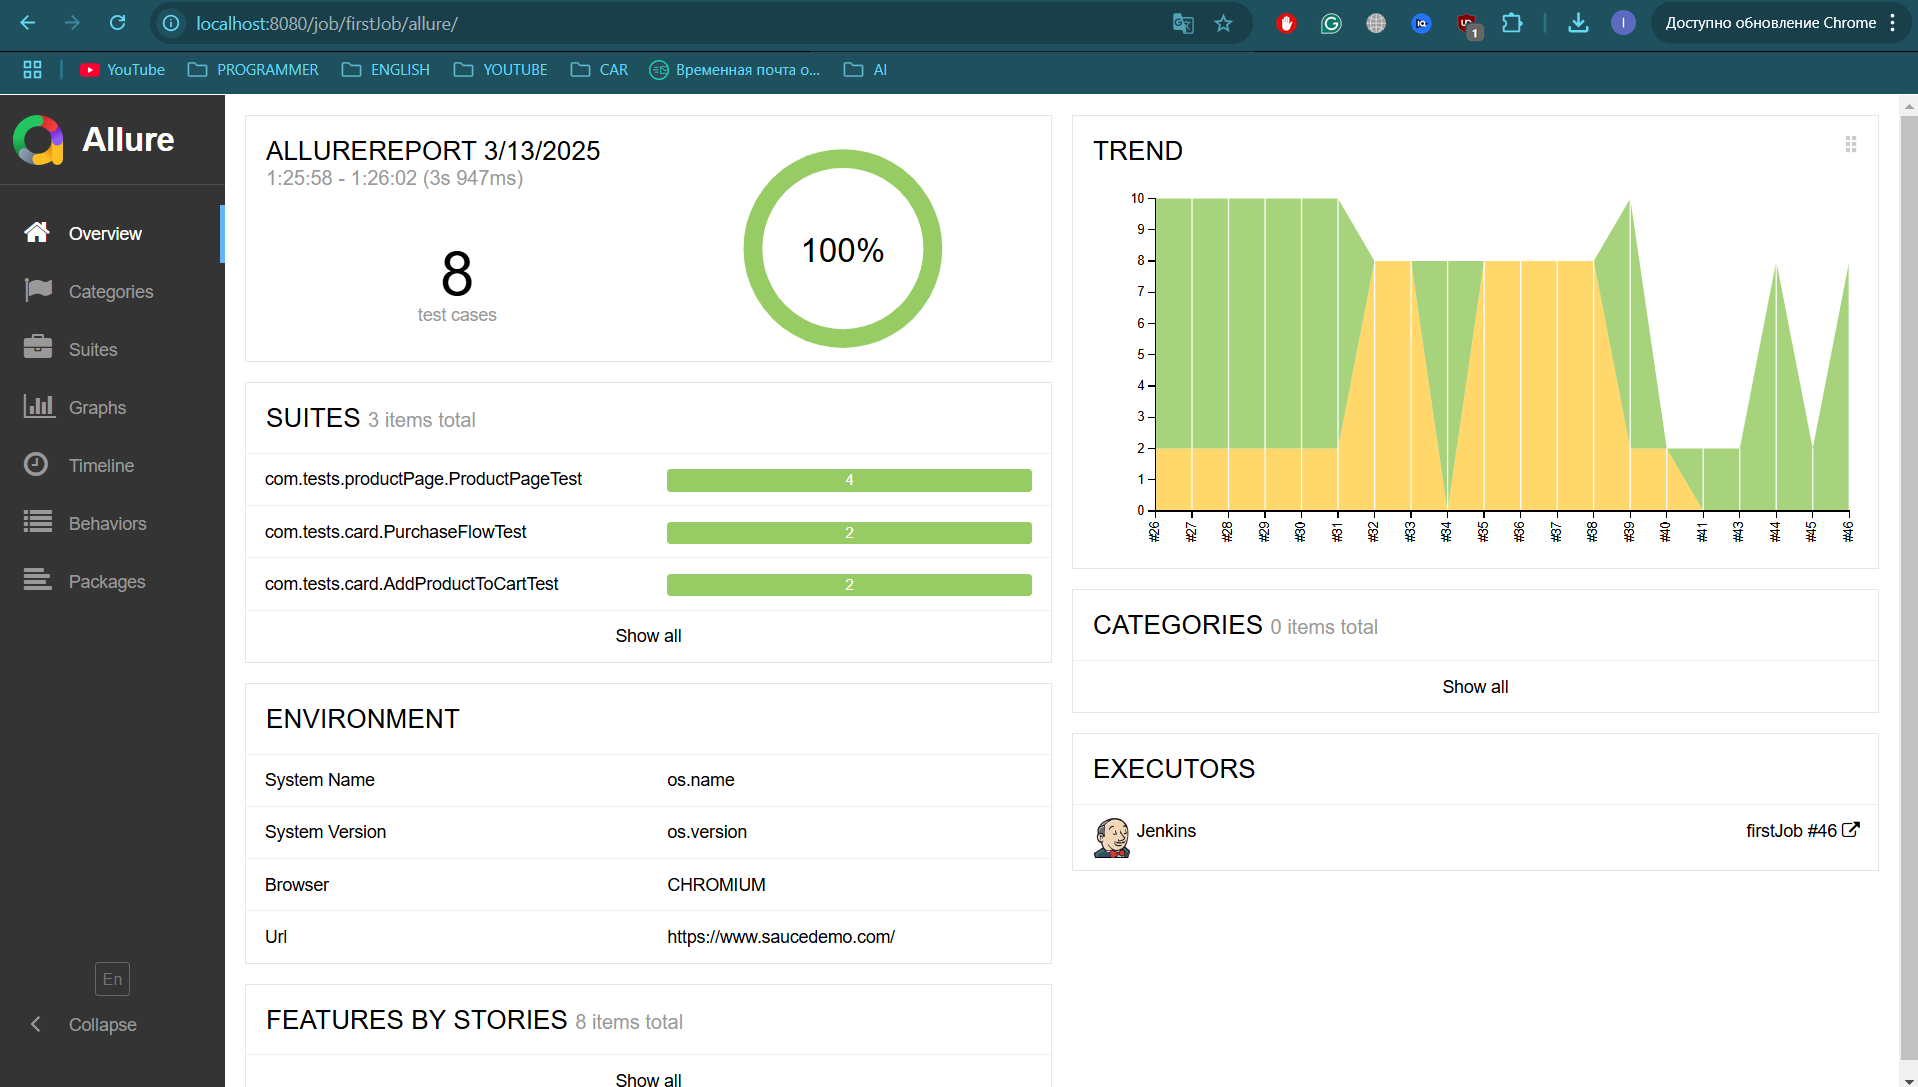 localhost:8080/job/firstJob/allure/
1
I
Доступно обновление Chrome
YouTube
PROGRAMMER
ENGLISH
YOUTUBE
CAR
Временная почта о...
AI
Allure
Overview
Categories
Suites
Graphs
Timeline
Behaviors
Packages
En
Collapse
ALLUREREPORT 3/13/2025
1:25:58 - 1:26:02 (3s 947ms)
8
test cases
100%
SUITES 3 items total
com.tests.productPage.ProductPageTest 4
com.tests.card.PurchaseFlowTest 2
com.tests.card.AddProductToCartTest 2
Show all
ENVIRONMENT
System Name os.name
System Version os.version
Browser CHROMIUM
Url https://www.saucedemo.com/
FEATURES BY STORIES 8 items total
Show all
TREND
10
9
8
7
6
5
4
3
2
1
0
#26 #27 #28 #29 #30 #31 #32 #33 #34 #35 #36 #37 #38 #39 #40 #41 #43 #44 #45 #46
CATEGORIES 0 items total
Show all
EXECUTORS
Jenkins firstJob #46